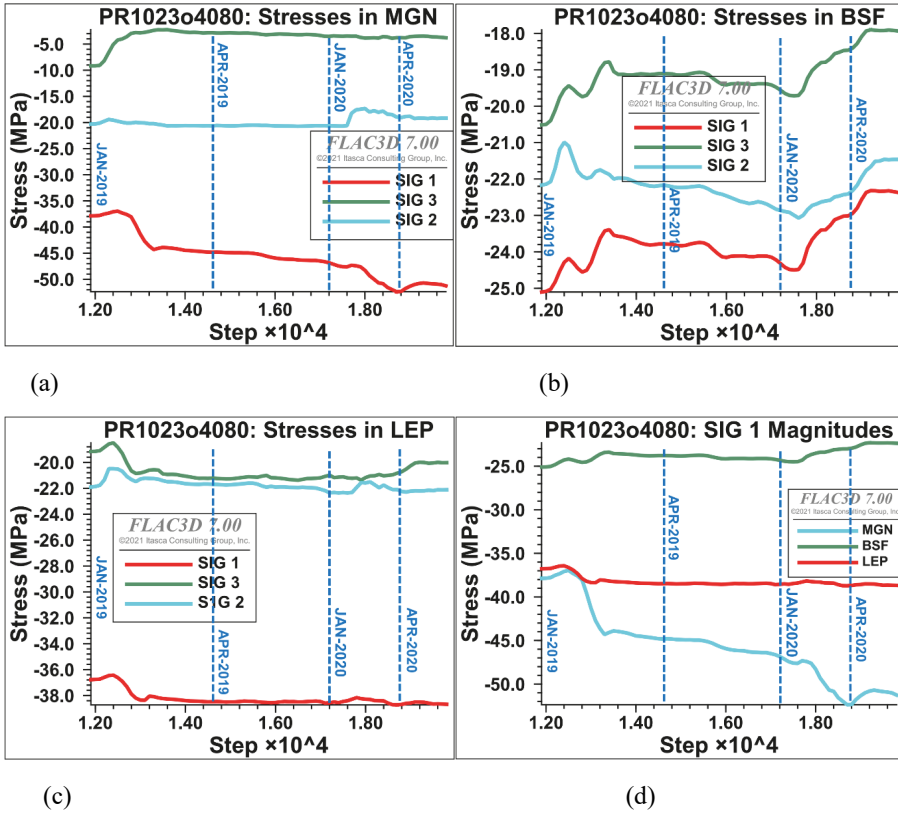 PR1023o4080: Stresses in MGN
Stress (MPa)
-5.0
-10.0
-15.0
-20.0
-25.0
-30.0
-35.0
-40.0
-45.0
-50.0
JAN-2019
APR-2019
JAN-2020
APR-2020
FLAC3D 7.00
©2021 Itasca Consulting Group, Inc.
SIG 1
SIG 3
SIG 2
1.20 1.40 1.60 1.80
Step ×10^4
(a)
PR1023o4080: Stresses in BSF
Stress (MPa)
-18.0
-19.0
-20.0
-21.0
-22.0
-23.0
-24.0
-25.0
JAN-2019
APR-2019
JAN-2020
APR-2020
FLAC3D 7.00
©2021 Itasca Consulting Group, Inc.
SIG 1
SIG 3
SIG 2
1.20 1.40 1.60 1.80
Step ×10^4
(b)
PR1023o4080: Stresses in LEP
Stress (MPa)
-20.0
-22.0
-24.0
-26.0
-28.0
-30.0
-32.0
-34.0
-36.0
-38.0
JAN-2019
APR-2019
JAN-2020
APR-2020
FLAC3D 7.00
©2021 Itasca Consulting Group, Inc.
SIG 1
SIG 3
SIG 2
1.20 1.40 1.60 1.80
Step ×10^4
(c)
PR1023o4080: SIG 1 Magnitudes
Stress (MPa)
-25.0
-30.0
-35.0
-40.0
-45.0
-50.0
JAN-2019
APR-2019
JAN-2020
APR-2020
FLAC3D 7.00
©2021 Itasca Consulting Group, Inc.
MGN
BSF
LEP
1.20 1.40 1.60 1.80
Step ×10^4
(d)